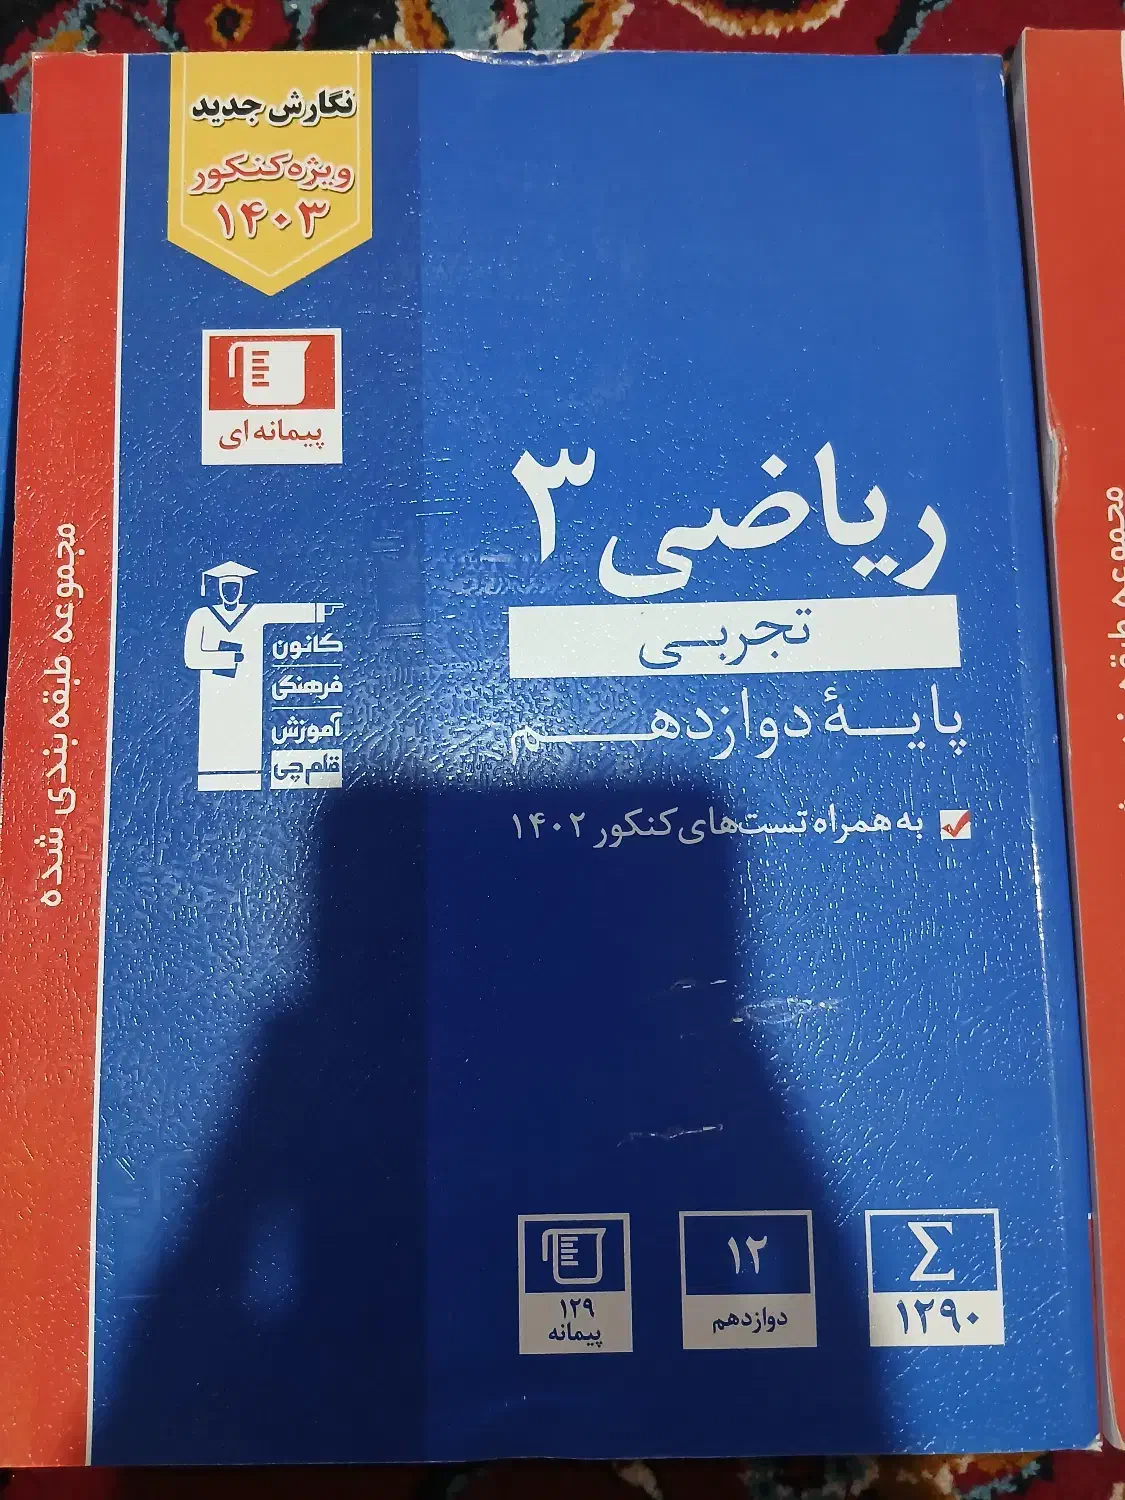 نگارش جدید
ویژه کنکور
۱۴۰۳
پیمانه‌ای
ریاضی ۳
تجربی
پایهٔ دوازدهم
به همراه تست‌های کنکور ۱۴۰۲
کانون
فرهنگی
آموزش
قلم‌چی
مجموعه طبقه‌بندی شده
Σ
۱۲۹۰
۱۲
دوازدهم
۱۲۹
پیمانه
مجموعه